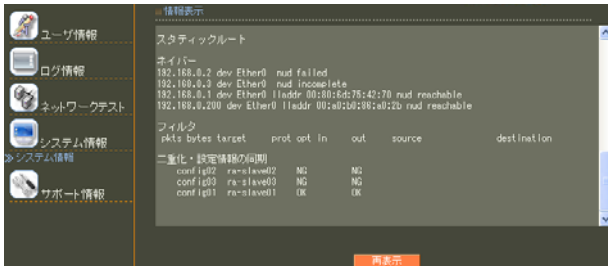 ユーザ情報
ログ情報
ネットワークテスト
システム情報
≫システム情報
サポート情報
情報表示
スタティックルート
ネイバー
192.168.0.2 dev Ether0 nud failed
192.168.0.3 dev Ether0 nud incomplete
192.168.0.1 dev Ether0 lladdr 00:80:6d:75:42:70 nud reachable
192.168.0.200 dev Ether0 lladdr 00:a0:b0:86:a0:2b nud reachable
フィルタ
pkts bytes target prot opt in out source destination
二重化・設定情報の同期
config02 ra-slave02 NG NG
config03 ra-slave03 NG NG
config01 ra-slave01 OK OK
再表示